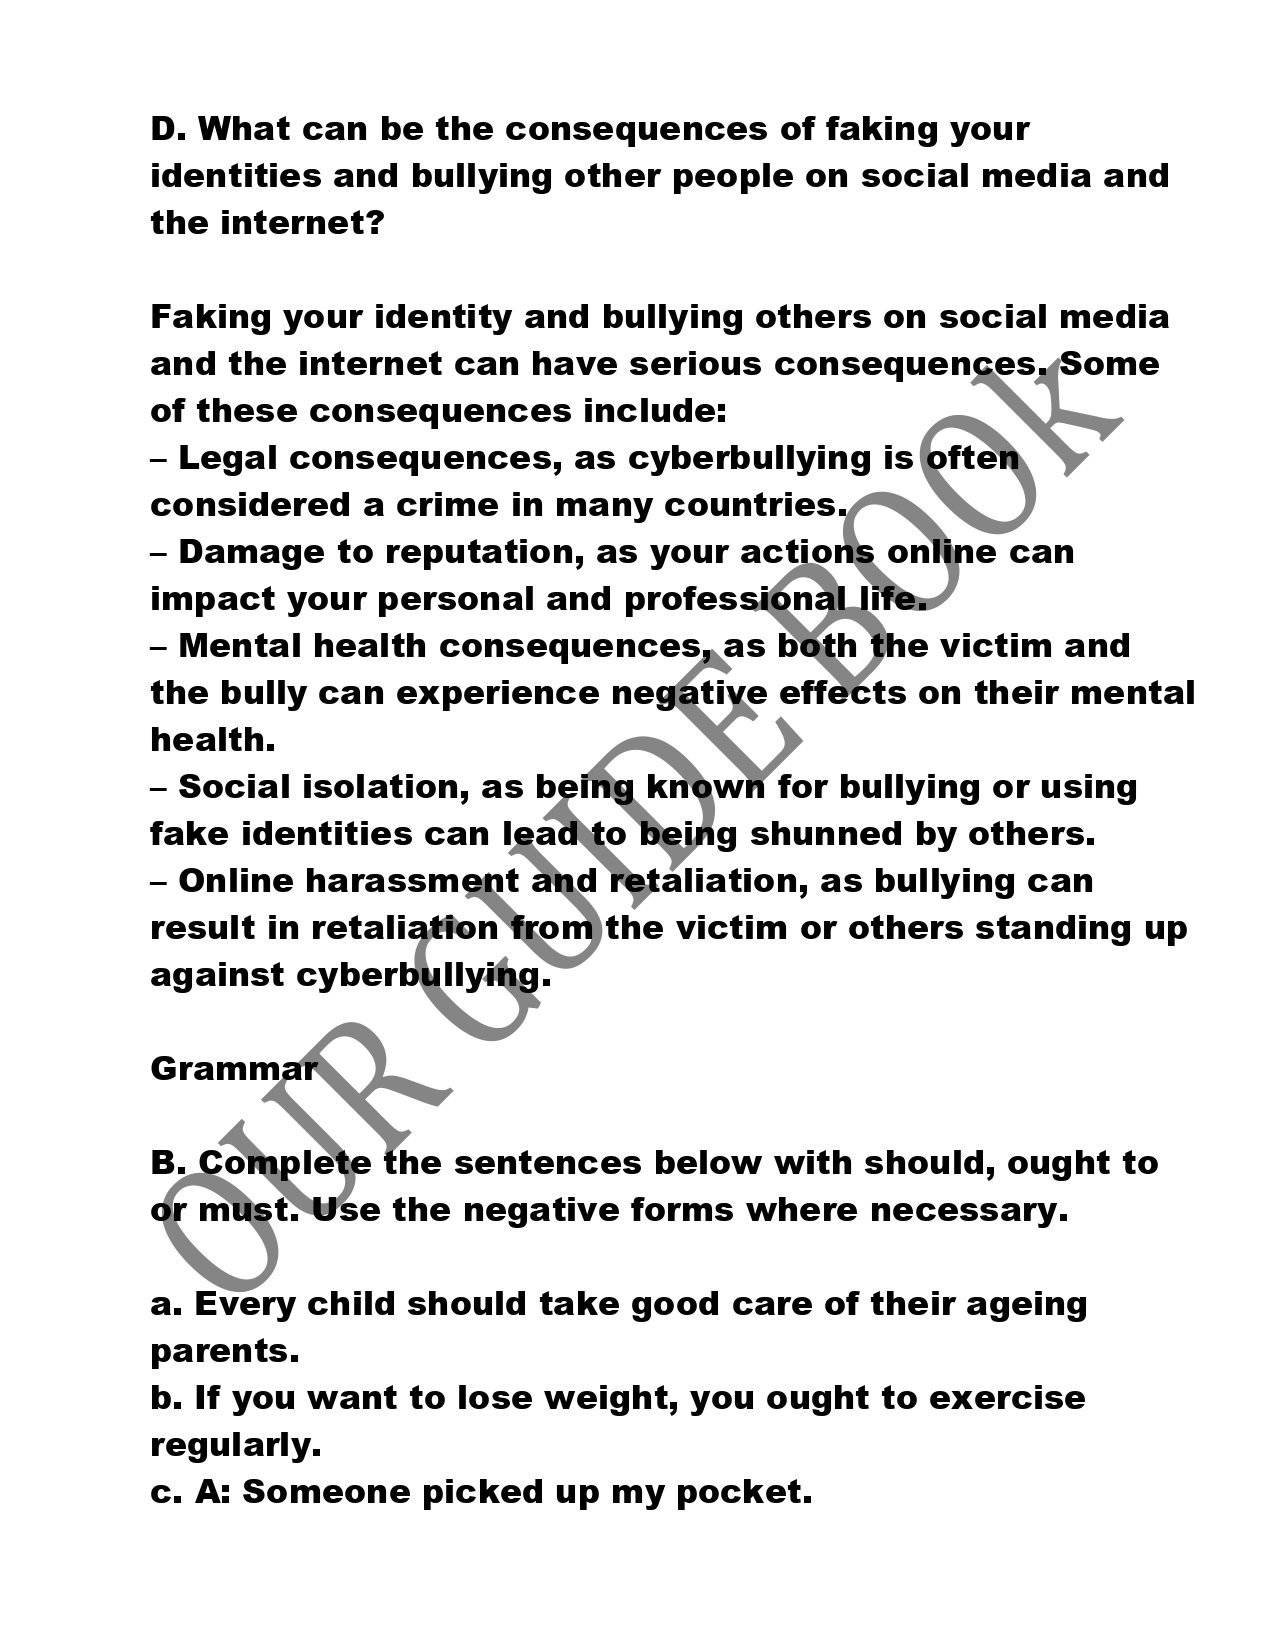 D. What can be the consequences of faking your
identities and bullying other people on social media and
the internet?
Faking your identity and bullying others on social media
and the internet can have serious consequences. Some
of these consequences include:
– Legal consequences, as cyberbullying is often
considered a crime in many countries.
– Damage to reputation, as your actions online can
impact your personal and professional life.
– Mental health consequences, as both the victim and
the bully can experience negative effects on their mental
health.
– Social isolation, as being known for bullying or using
fake identities can lead to being shunned by others.
– Online harassment and retaliation, as bullying can
result in retaliation from the victim or others standing up
against cyberbullying.
Grammar
B. Complete the sentences below with should, ought to
or must. Use the negative forms where necessary.
a. Every child should take good care of their ageing
parents.
b. If you want to lose weight, you ought to exercise
regularly.
c. A: Someone picked up my pocket.
OUR GUIDE BOOk